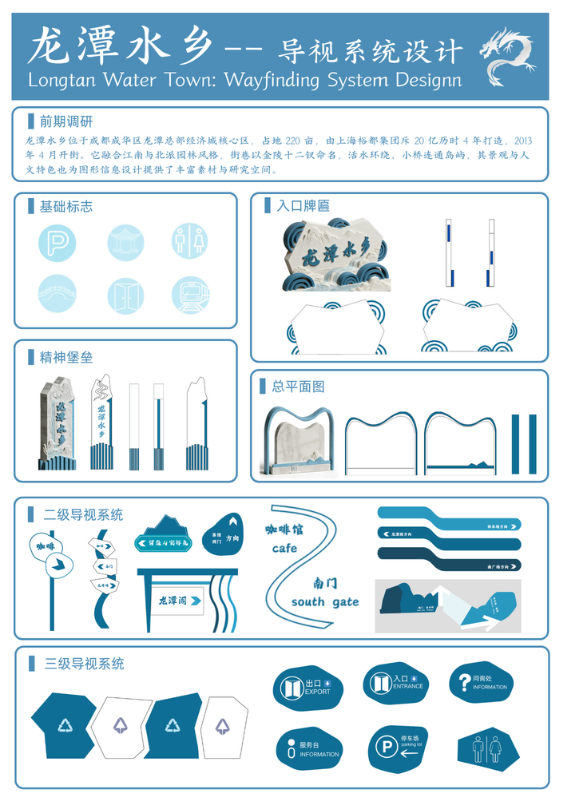 龙潭水乡-- 导视系统设计
Longtan Water Town: Wayfinding System Designn
前期调研
龙潭水乡位于成都成华区龙潭总部经济城核心区，占地 220 亩，由上海裕都集团斥 20 亿历时 4 年打造，2013
年 4 月开街。它融合江南与北派园林风格，街巷以金陵十二钗命名，活水环绕、小桥连通岛屿，其景观与人
文特色也为图形信息设计提供了丰富素材与研究空间。
基础标志
P
入口牌匾
龙潭水乡
精神堡垒
龙潭水乡
龙潭水乡
总平面图
二级导视系统
咖啡
方向
龙潭阁
咖啡馆
cafe
南门
south gate
三级导视系统
出口
EXPORT
入口
ENTRANCE
?
问询处
INFORMATION
服务台
INFORMATION
P
停车场
parking lot